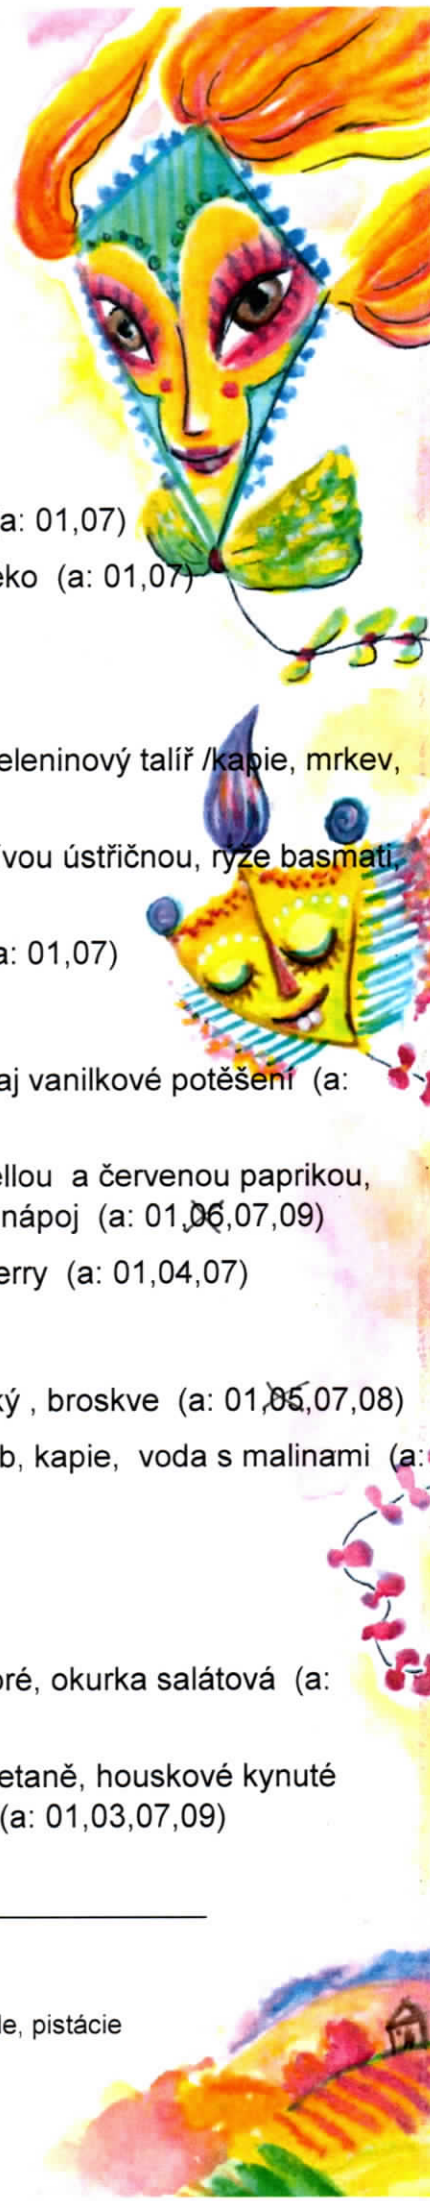 a: 01,07)
eko (a: 01,07)
eleninový talíř /kapie, mrkev,
vou ústřičnou, rýže basmati,
a: 01,07)
aj vanilkové potěšení (a:
ellou a červenou paprikou,
nápoj (a: 01,06,07,09)
erry (a: 01,04,07)
ký , broskve (a: 01,05,07,08)
b, kapie, voda s malinami (a:
oré, okurka salátová (a:
etaně, houskové kynuté
(a: 01,03,07,09)
le, pistácie